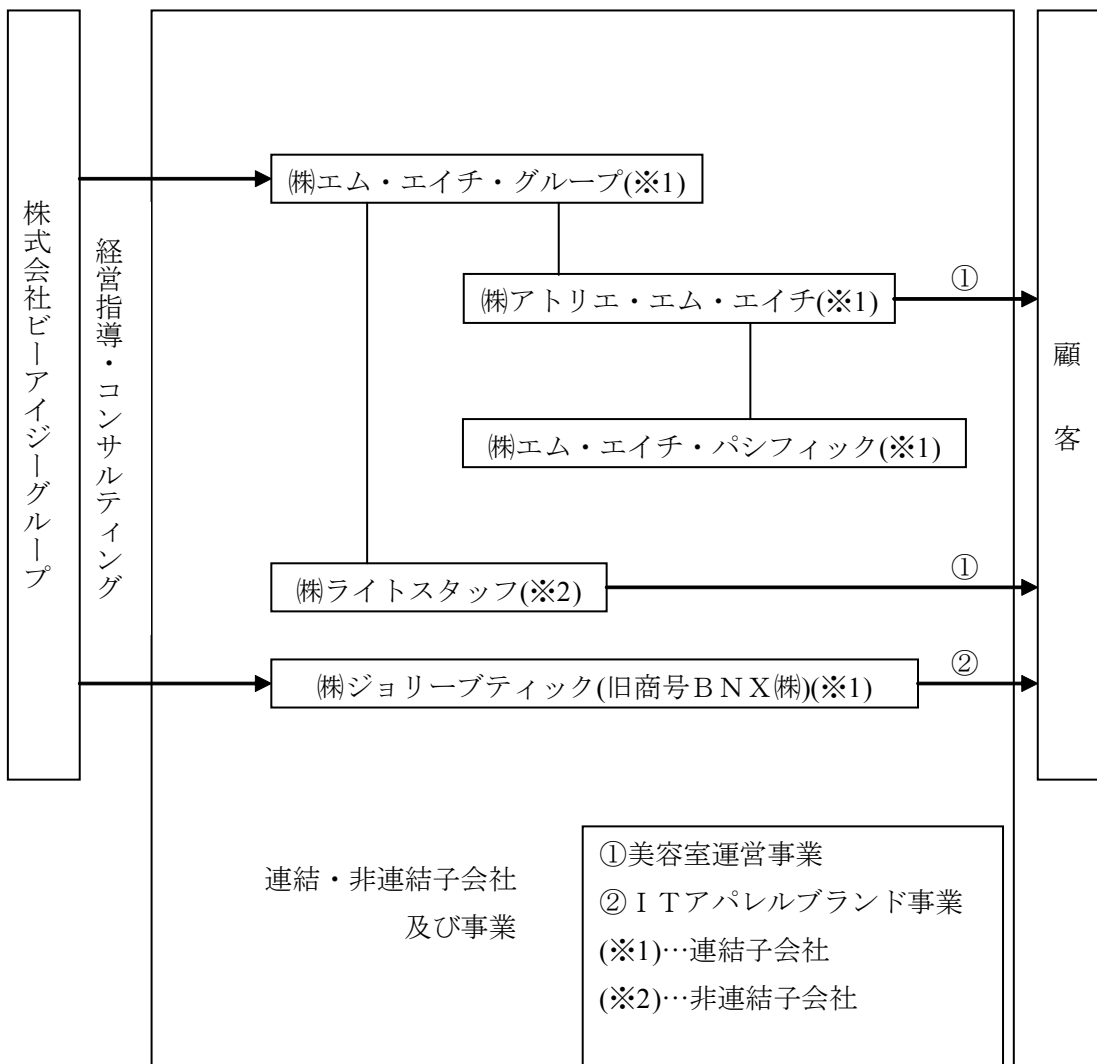 株式会社ビーアイジーグループ
経営指導・コンサルティング
㈱エム・エイチ・グループ(※1)
㈱アトリエ・エム・エイチ(※1)
①
㈱エム・エイチ・パシフィック(※1)
㈱ライトスタッフ(※2)
①
㈱ジョリーブティック(旧商号BNX㈱)(※1)
②
顧客
連結・非連結子会社
及び事業
①美容室運営事業
②ITアパレルブランド事業
(※1)…連結子会社
(※2)…非連結子会社